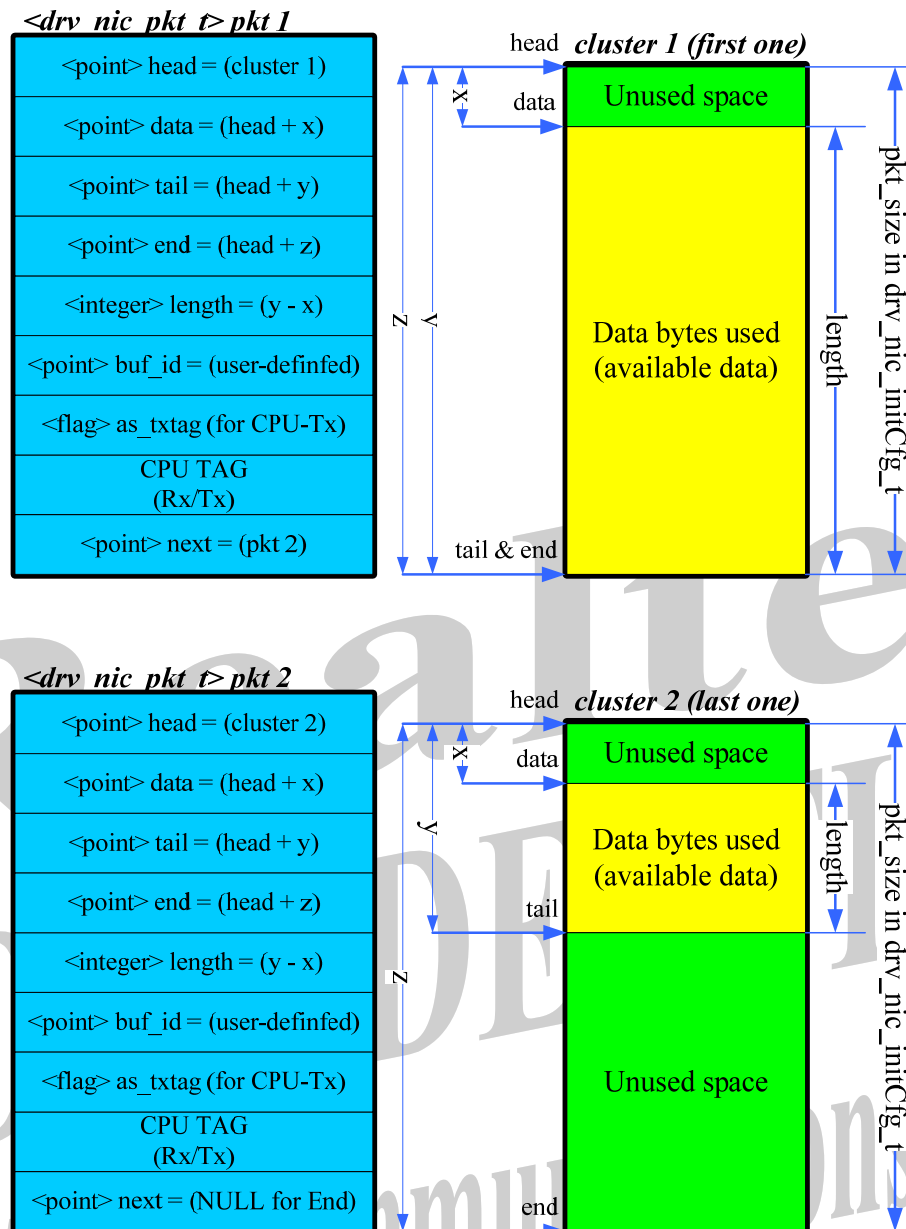 <drv_nic_pkt_t> pkt 1
<point> head = (cluster 1)
<point> data = (head + x)
<point> tail = (head + y)
<point> end = (head + z)
<integer> length = (y - x)
<point> buf_id = (user-definfed)
<flag> as_txtag (for CPU-Tx)
CPU TAG
(Rx/Tx)
<point> next = (pkt 2)
head
cluster 1 (first one)
x
data
Unused space
z
y
Data bytes used
(available data)
length
pkt_size in drv_nic_initCfg_t
tail & end
<drv_nic_pkt_t> pkt 2
<point> head = (cluster 2)
<point> data = (head + x)
<point> tail = (head + y)
<point> end = (head + z)
<integer> length = (y - x)
<point> buf_id = (user-definfed)
<flag> as_txtag (for CPU-Tx)
CPU TAG
(Rx/Tx)
<point> next = (NULL for End)
head
cluster 2 (last one)
x
data
Unused space
y
Data bytes used
(available data)
length
pkt_size in drv_nic_initCfg_t
tail
z
Unused space
end